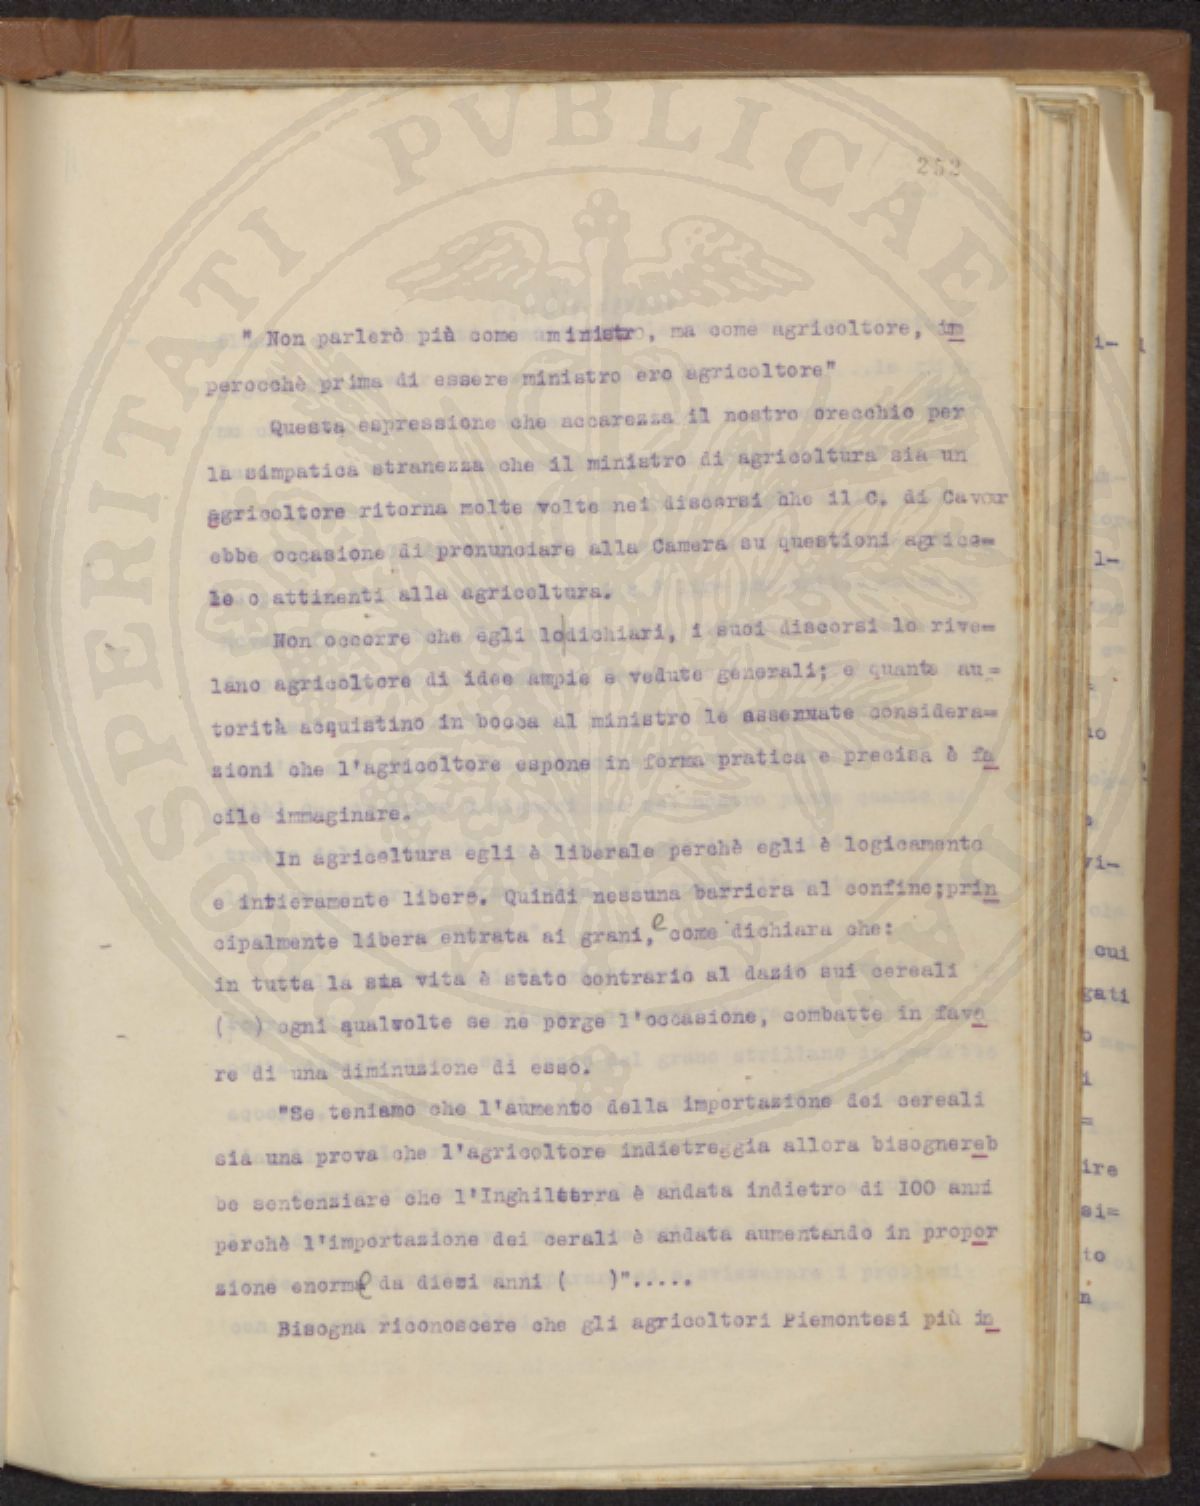 252
" Non parlerò più come ministro, ma come agricoltore, im
perocchè prima di essere ministro ero agricoltore"
Questa espressione che accarezza il nostro orecchio per
la simpatica stranezza che il ministro di agricoltura sia un
agricoltore ritorna molte volte nei discorsi che il C. di Cavour
ebbe occasione di pronunciare alla Camera su questioni agrico=
le o attinenti alla agricoltura.
Non occorre che egli lo dichiari, i suoi discorsi lo rive=
lano agricoltore di idee ampie e vedute generali; e quanta au=
torità acquistino in bocca al ministro le assennate considera=
zioni che l'agricoltore espone in forma pratica e precisa è fa
cile immaginare.
In agricoltura egli è liberale perchè egli è logicamente
e intieramente libero. Quindi nessuna barriera al confine;prin
cipalmente libera entrata ai grani, e come dichiara che:
in tutta la sua vita è stato contrario al dazio sui cereali
( ) ogni qualvolte se ne porge l'occasione, combatte in favo
re di una diminuzione di esso.
"Se teniamo che l'aumento della importazione dei cereali
sia una prova che l'agricoltore indietreggia allora bisognereb
be sentenziare che l'Inghilterra è andata indietro di 100 anni
perchè l'importazione dei cerali è andata aumentando in propor
zione enorme da dieci anni ( )".....
Bisogna riconoscere che gli agricoltori Piemontesi più in
SPERITATI PUBLICAE
i-
l-
io
vi-
cui
gati
o
i
=
ire
si=
to
n